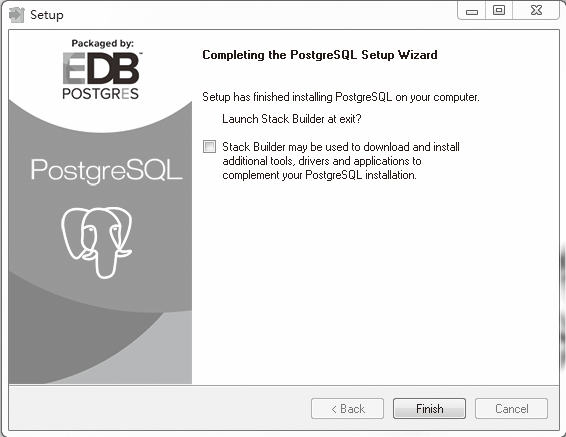 Setup
Packaged by:
EDB™
POSTGRES
PostgreSQL
Completing the PostgreSQL Setup Wizard
Setup has finished installing PostgreSQL on your computer.
Launch Stack Builder at exit?
Stack Builder may be used to download and install
additional tools, drivers and applications to
complement your PostgreSQL installation.
< Back
Finish
Cancel